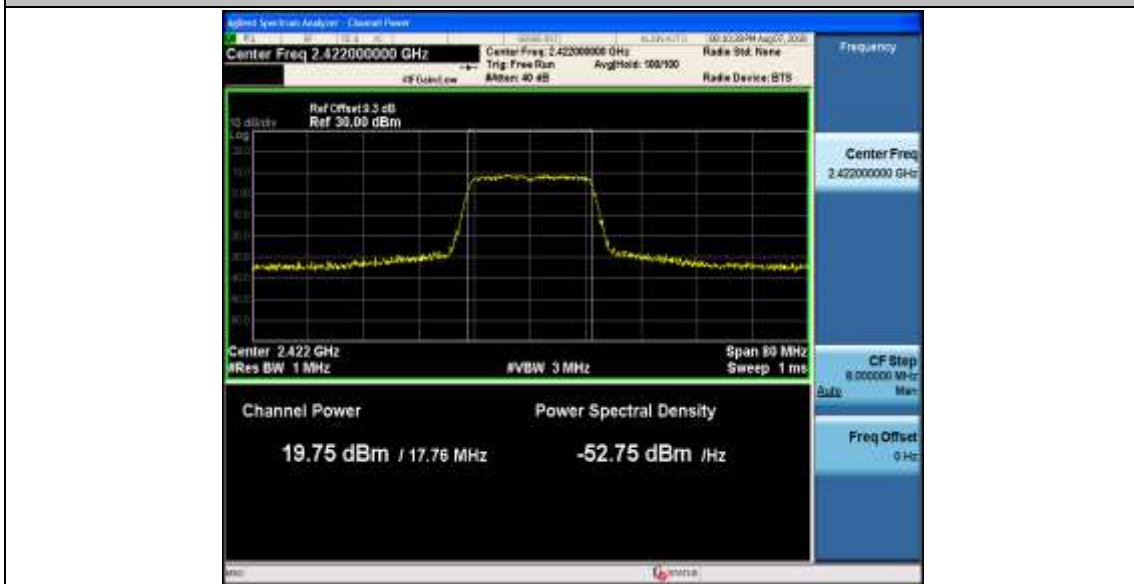 Agilent Spectrum Analyzer - Channel Power
Center Freq 2.422000000 GHz
Center Freq: 2.422000000 GHz
Radio Std: None
Trig: Free Run
Avg|Hold: 100/100
#IFGain:Low
#Atten: 40 dB
Radio Device: BTS
Ref Offset 9.3 dB
10 dB/div
Ref 30.00 dBm
Log
Center 2.422 GHz
Span 80 MHz
#Res BW 1 MHz
#VBW 3 MHz
Sweep 1 ms
Channel Power
Power Spectral Density
19.75 dBm / 17.76 MHz
-52.75 dBm /Hz
Frequency
Center Freq
2.422000000 GHz
CF Step
8.000000 MHz
Auto
Man
Freq Offset
0 Hz
MSG
STATUS